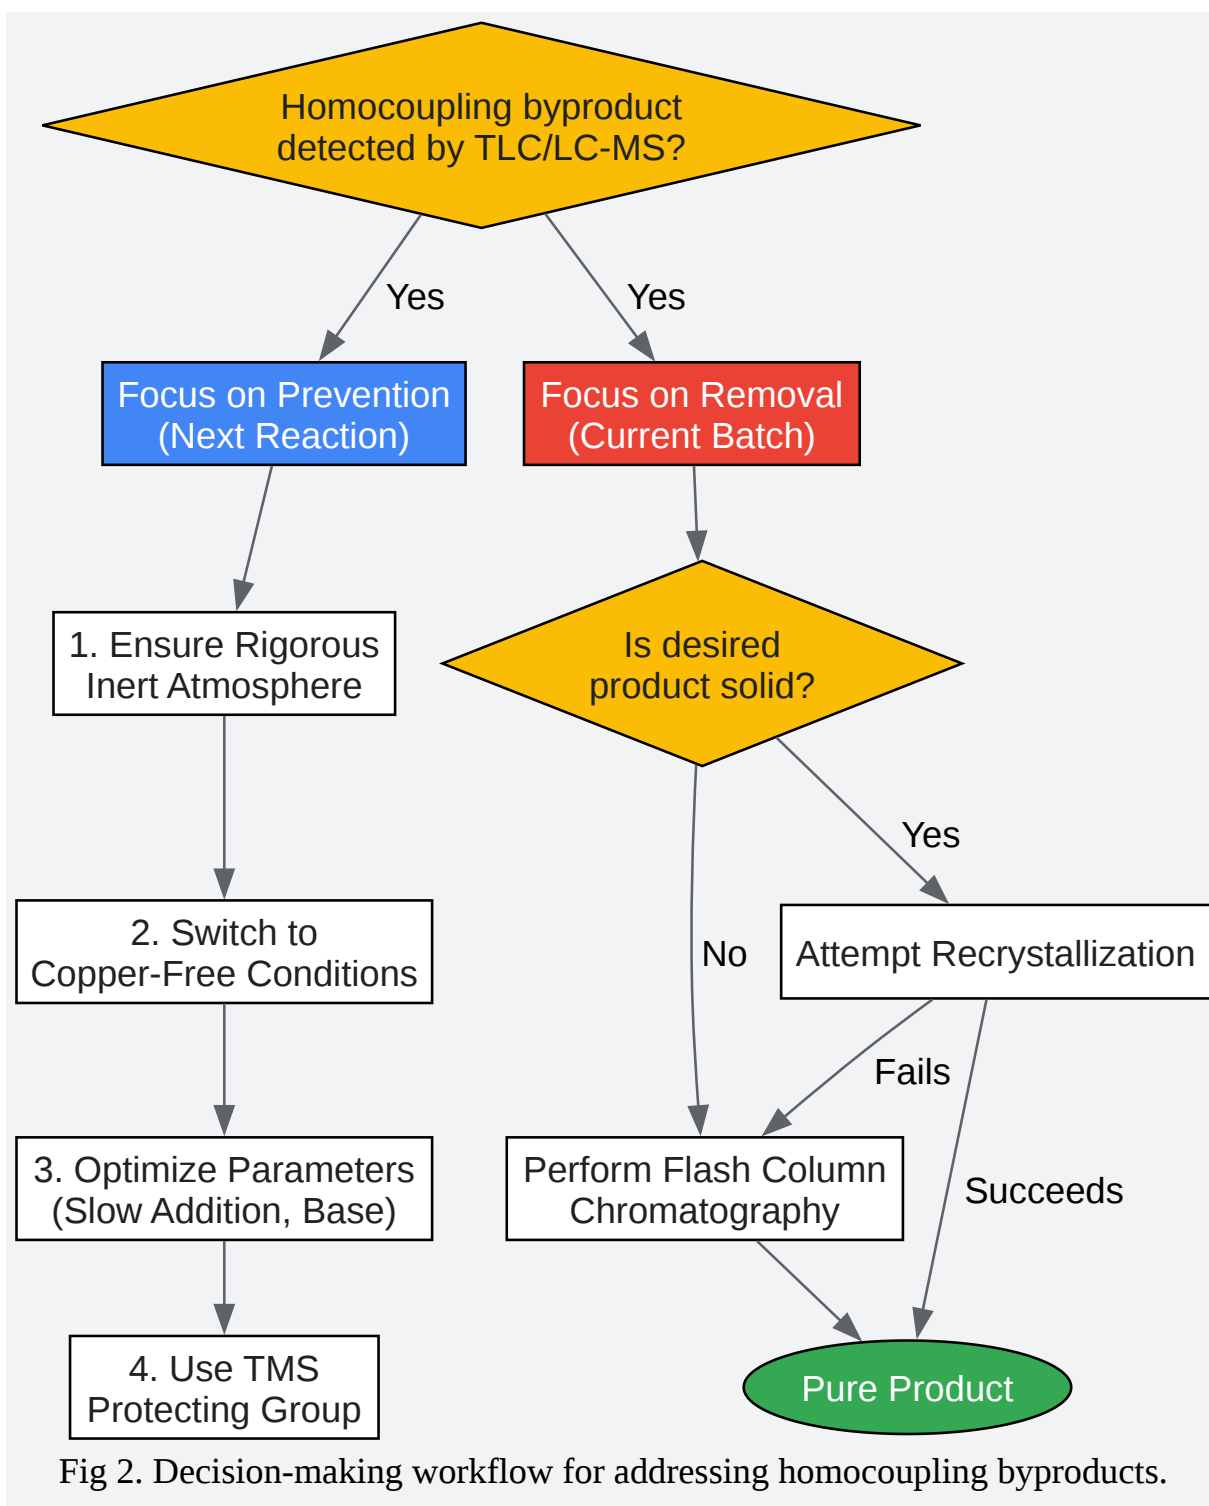 Homocoupling byproduct
detected by TLC/LC-MS?
Yes
Yes
Focus on Prevention
(Next Reaction)
Focus on Removal
(Current Batch)
1. Ensure Rigorous
Inert Atmosphere
Is desired
product solid?
Yes
2. Switch to
Copper-Free Conditions
No
Attempt Recrystallization
Fails
3. Optimize Parameters
(Slow Addition, Base)
Perform Flash Column
Chromatography
Succeeds
4. Use TMS
Protecting Group
Pure Product
Fig 2. Decision-making workflow for addressing homocoupling byproducts.